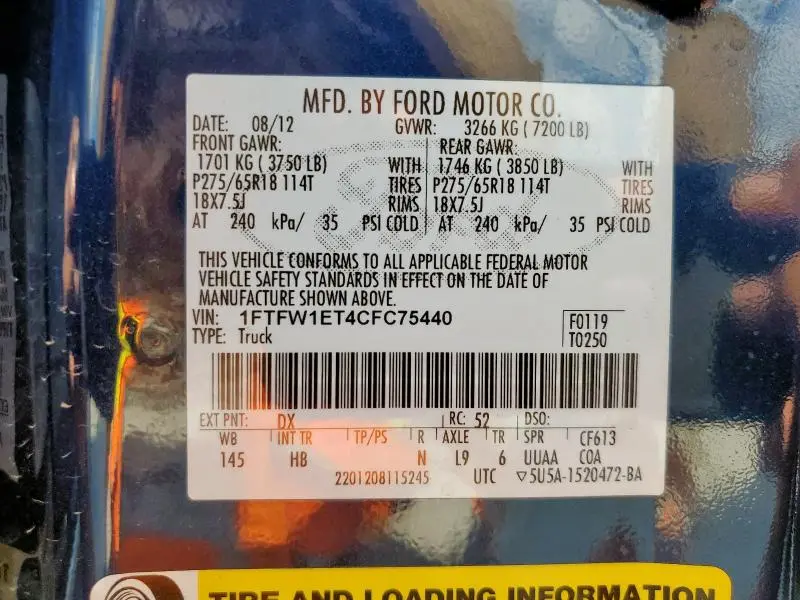 MFD. BY FORD MOTOR CO.
DATE: 08/12 GVWR: 3266 KG ( 7200 LB)
FRONT GAWR: REAR GAWR:
1701 KG ( 3750 LB) WITH 1746 KG ( 3850 LB) WITH
P275/65R18 114T TIRES P275/65R18 114T TIRES
18X7.5J RIMS 18X7.5J RIMS
AT 240 kPa/ 35 PSI COLD AT 240 kPa/ 35 PSI COLD
THIS VEHICLE CONFORMS TO ALL APPLICABLE FEDERAL MOTOR
VEHICLE SAFETY STANDARDS IN EFFECT ON THE DATE OF
MANUFACTURE SHOWN ABOVE.
VIN: 1FTFW1ET4CFC75440 F0119
TYPE: Truck T0250
EXT PNT: DX RC: 52 DSO:
WB INT TR TP/PS R AXLE TR SPR CF613
145 HB N L9 6 UUAA COA
2201208115245 UTC ▽5U5A-1520472-BA
TIRE AND LOADING INFORMATION